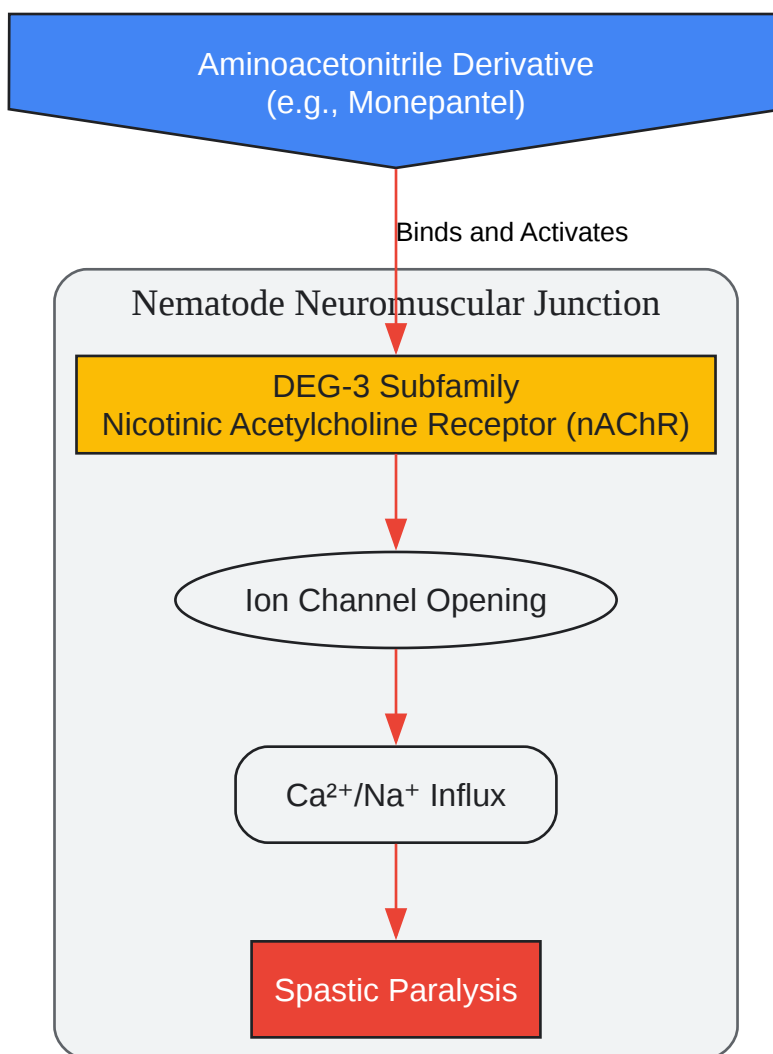 Aminoacetonitrile Derivative
(e.g., Monepantel)
Binds and Activates
Nematode Neuromuscular Junction
DEG-3 Subfamily
Nicotinic Acetylcholine Receptor (nAChR)
Ion Channel Opening
Ca²⁺/Na⁺ Influx
Spastic Paralysis